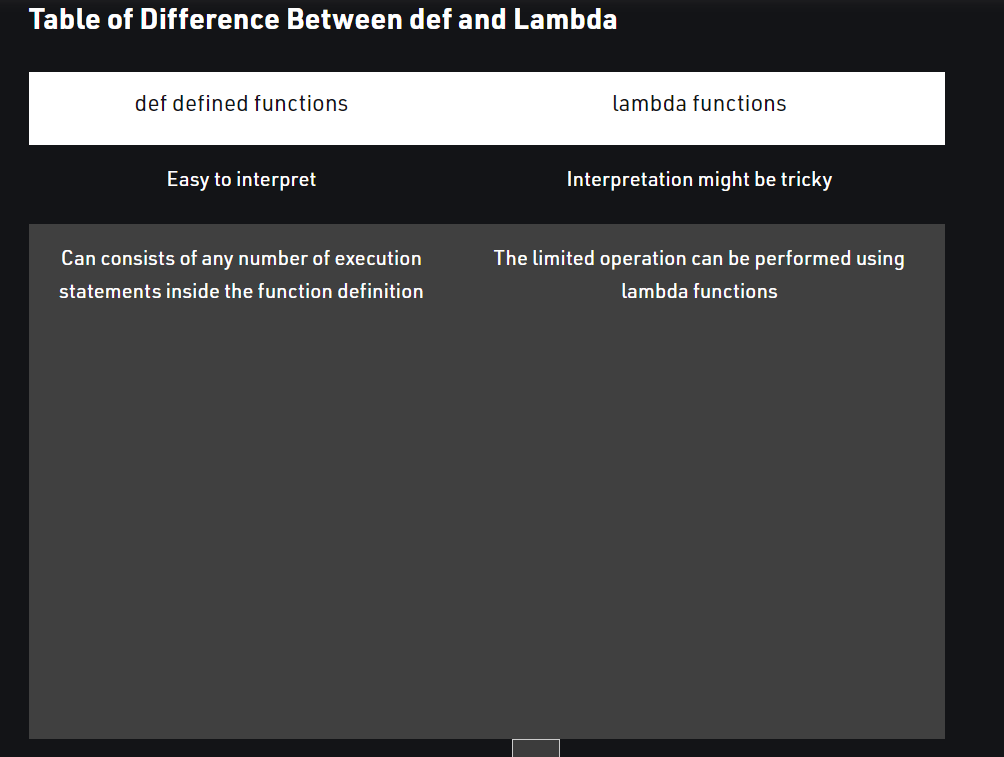 Table of Difference Between def and Lambda
def defined functions
lambda functions
Easy to interpret
Interpretation might be tricky
Can consists of any number of execution
statements inside the function definition
The limited operation can be performed using
lambda functions